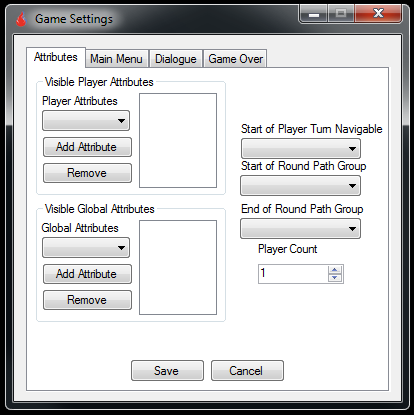 Game Settings
Attributes
Main Menu
Dialogue
Game Over
Visible Player Attributes
Player Attributes
Add Attribute
Remove
Visible Global Attributes
Global Attributes
Add Attribute
Remove
Start of Player Turn Navigable
Start of Round Path Group
End of Round Path Group
Player Count
1
Save
Cancel